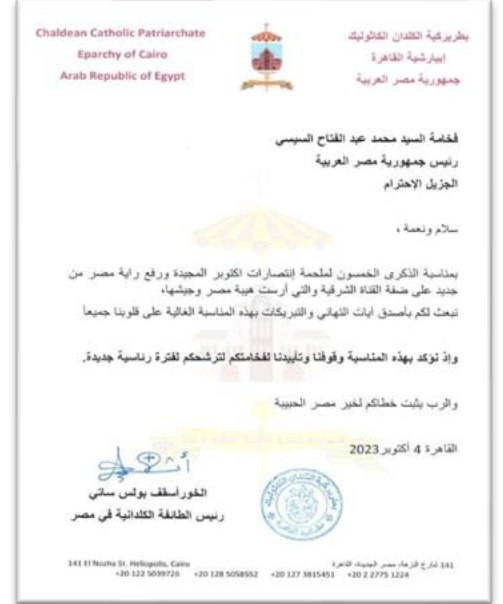 Chaldean Catholic Patriarchate
Eparchy of Cairo
Arab Republic of Egypt
بطريركية الكلدان الكاثوليك
إيبارشية القاهرة
جمهورية مصر العربية
فخامة السيد محمد عبد الفتاح السيسي
رئيس جمهورية مصر العربية
الجزيل الإحترام
سلام ونعمة ،
بمناسبة الذكرى الخمسون لملحمة إنتصارات اكتوبر المجيدة ورفع راية مصر من
جديد على ضفة القناة الشرقية والتي أرست هيبة مصر وجيشها،
نبعث لكم بأصدق آيات التهاني والتبريكات بهذه المناسبة الغالية على قلوبنا جميعاً
وإذ نؤكد بهذه المناسبة وقوفنا وتأييدنا لفخامتكم لترشحكم لفترة رئاسية جديدة.
والرب يثبت خطاكم لخير مصر الحبيبة
القاهرة 4 أكتوبر 2023
الخورأسقف بولس ساتي
رئيس الطائفة الكلدانية في مصر
141 El Nozha St. Heliopolis, Cairo
141 شارع النزهة، مصر الجديدة، القاهرة
+20 122 5039726 +20 128 5058552 +20 127 3815451 +20 2 2775 1224